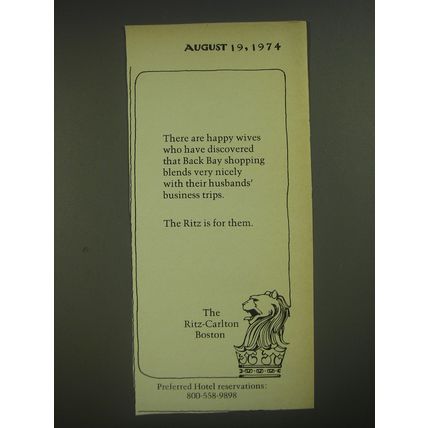 AUGUST 19, 1974
There are happy wives
who have discovered
that Back Bay shopping
blends very nicely
with their husbands'
business trips.
The Ritz is for them.
The
Ritz-Carlton
Boston
Preferred Hotel reservations:
800-558-9898